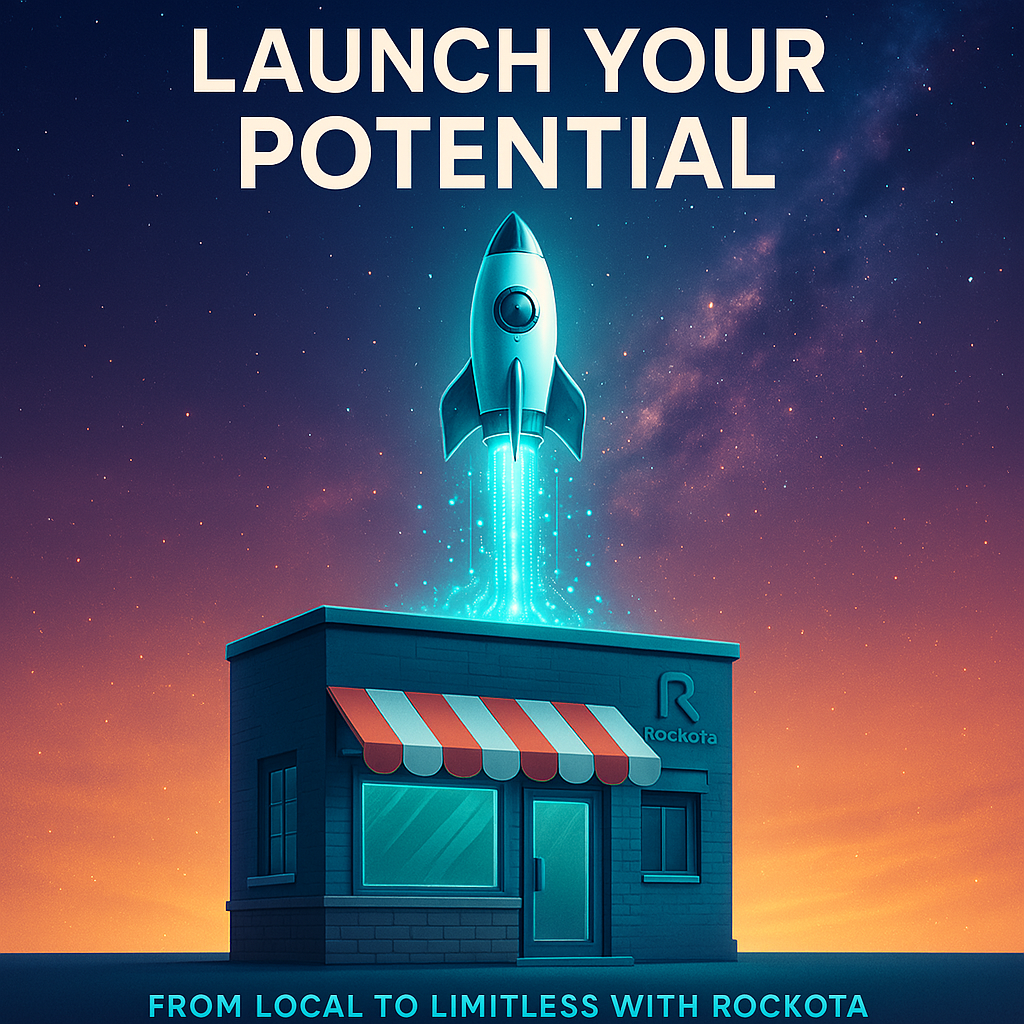 LAUNCH YOUR
POTENTIAL
R
Rockota
FROM LOCAL TO LIMITLESS WITH ROCKOTA